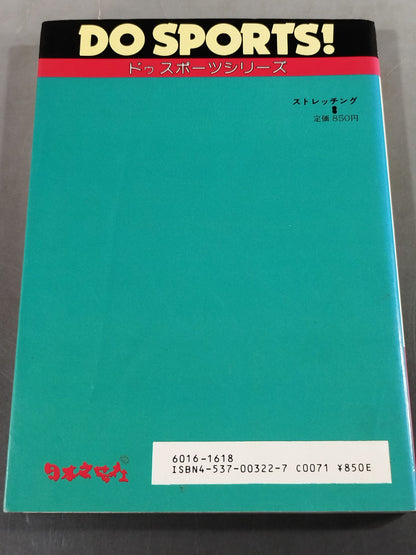 DO SPORTS!
ドゥスポーツシリーズ
ストレッチング
定価 850円
6016-1618
ISBN4-537-00322-7 C0071 ¥850E